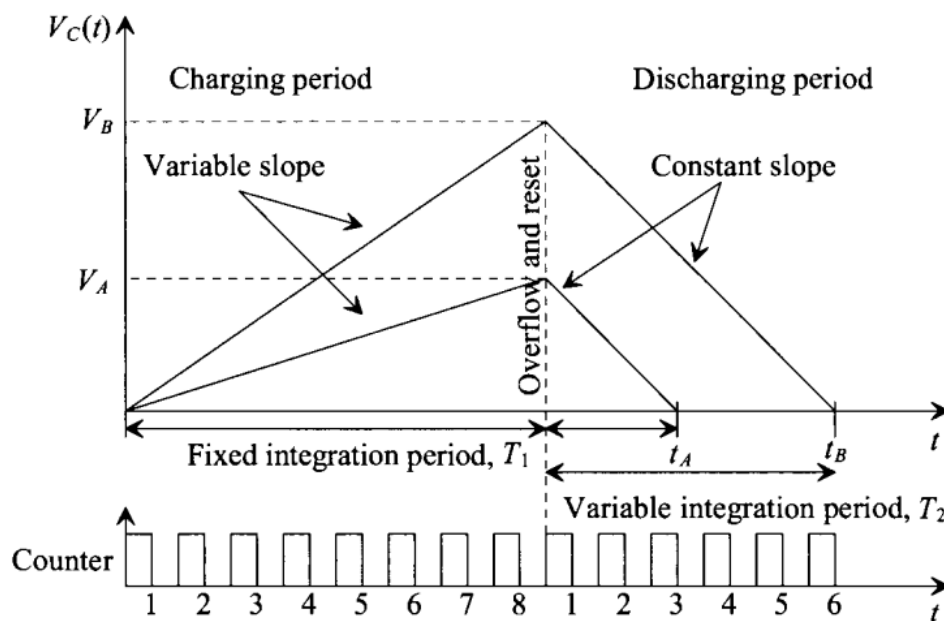 V_C(t)
Charging period
Discharging period
V_B
Variable slope
Constant slope
Overflow and reset
V_A
t
Fixed integration period, T_1
t_A
t_B
Variable integration period, T_2
Counter
1 2 3 4 5 6 7 8 1 2 3 4 5 6 t